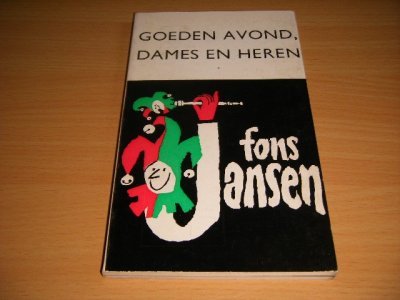 GOEDEN AVOND,
DAMES EN HEREN
fons
Jansen